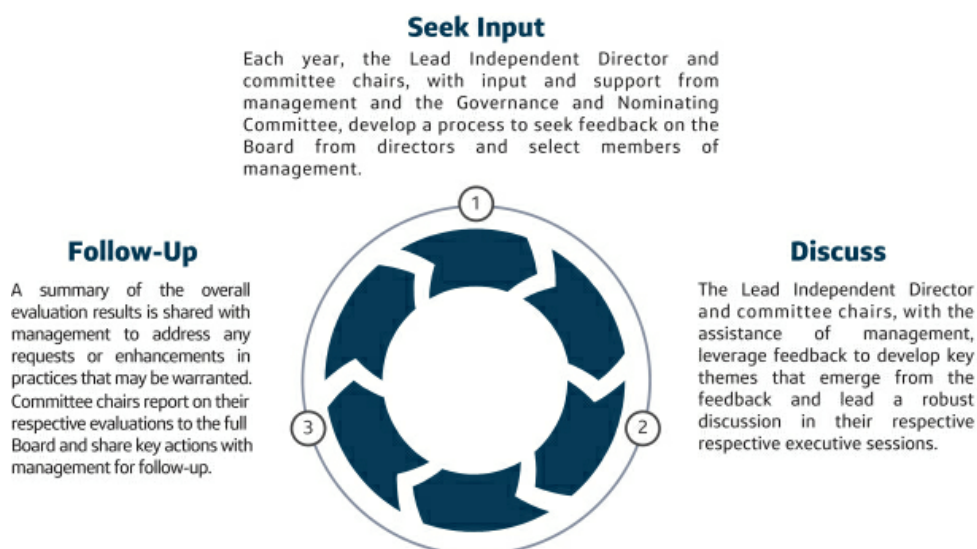 Seek Input
Each year, the Lead Independent Director and
committee chairs, with input and support from
management and the Governance and Nominating
Committee, develop a process to seek feedback on the
Board from directors and select members of
management.
1
Follow-Up
A summary of the overall
evaluation results is shared with
management to address any
requests or enhancements in
practices that may be warranted.
Committee chairs report on their
respective evaluations to the full
Board and share key actions with
management for follow-up.
Discuss
The Lead Independent Director
and committee chairs, with the
assistance of management,
leverage feedback to develop key
themes that emerge from the
feedback and lead a robust
discussion in their respective
respective executive sessions.
3
2